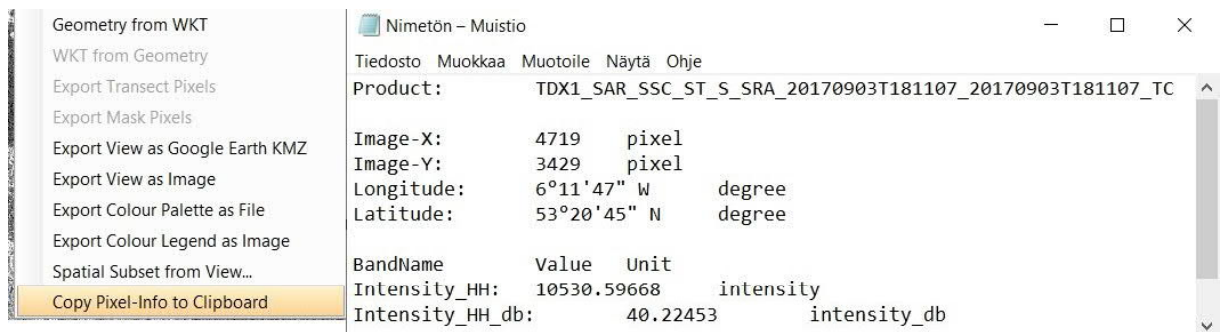 Geometry from WKT
WKT from Geometry
Export Transect Pixels
Export Mask Pixels
Export View as Google Earth KMZ
Export View as Image
Export Colour Palette as File
Export Colour Legend as Image
Spatial Subset from View...
Copy Pixel-Info to Clipboard
Nimetön – Muistio
Tiedosto Muokkaa Muotoile Näytä Ohje
Product: TDX1_SAR_SSC_ST_S_SRA_20170903T181107_20170903T181107_TC
Image-X: 4719 pixel
Image-Y: 3429 pixel
Longitude: 6°11'47" W degree
Latitude: 53°20'45" N degree
BandName Value Unit
Intensity_HH: 10530.59668 intensity
Intensity_HH_db: 40.22453 intensity_db